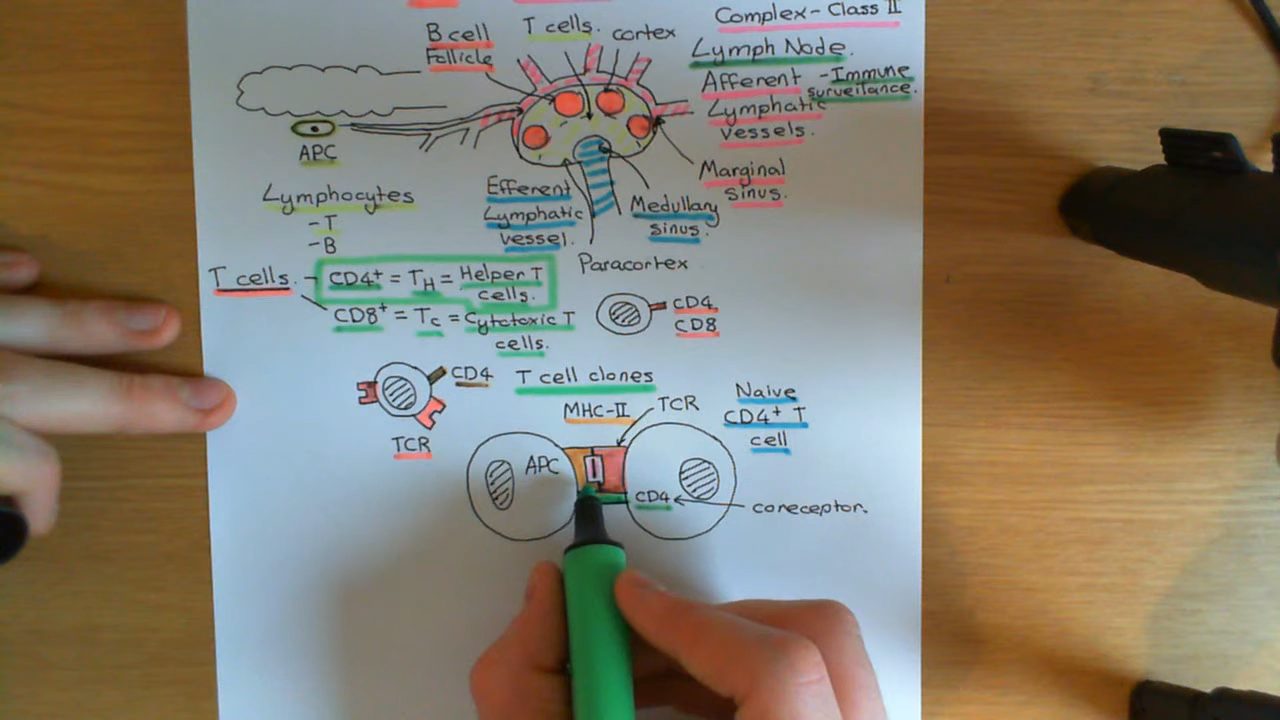 Complex - Class II
B cell
Follicle
T cells.
cortex
Lymph Node.
Afferent
Lymphatic
vessels.
- Immune
surveilance.
APC
Marginal
sinus.
Lymphocytes
- T
- B
Efferent
Lymphatic
vessel.
Medullary
sinus.
Paracortex
T cells.
CD4+ = TH = Helper T
cells.
CD8+ = Tc = Cytotoxic T
cells.
CD4
CD8
CD4
TCR
T cell clones
MHC-II
TCR
Naive
CD4+ T
cell
APC
CD4
coreceptor.